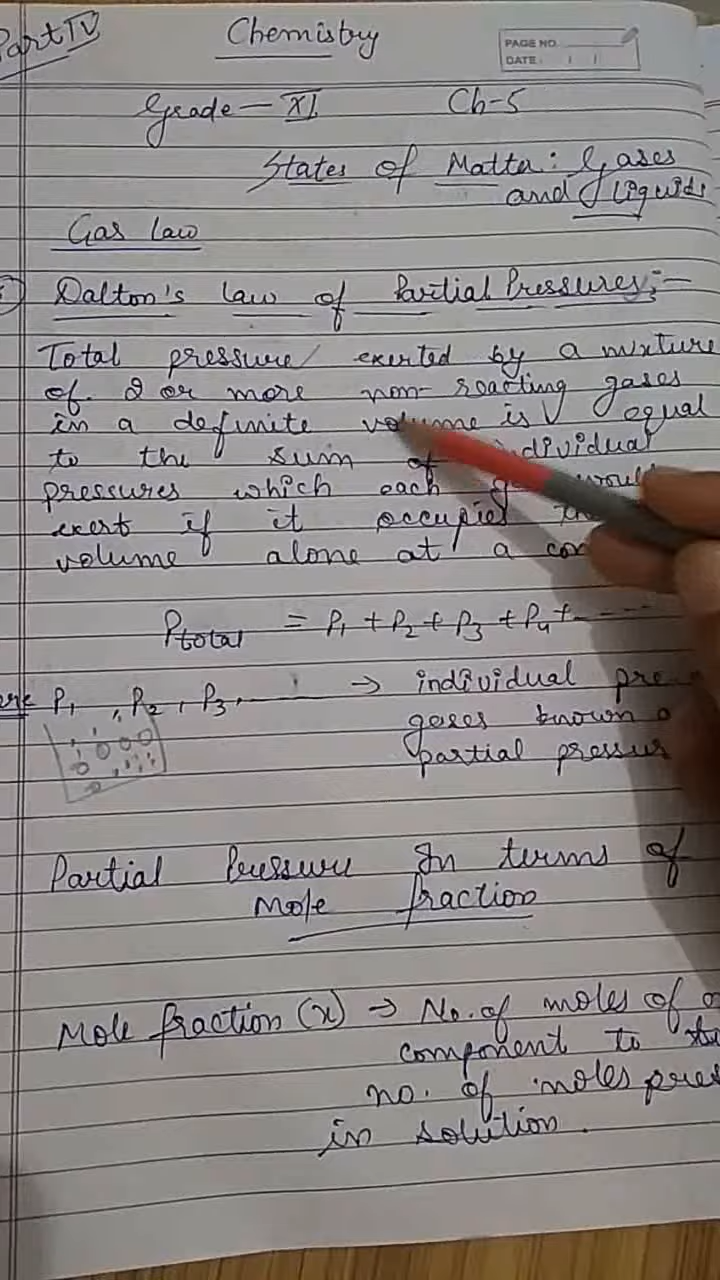 Part IV
Chemistry
PAGE NO.
DATE: / /
Grade - XI Ch-5
States of Matter: Gases
and liquids
Gas law
Dalton's law of Partial Pressures:-
Total pressure exerted by a mixture
of 2 or more non-reacting gases
in a definite volume is equal
to the sum of individual
pressures which each would
exert if it occupied
volume alone at a
Ptotal = P1 + P2 + P3 + P4 + -----
P1, P2, P3, → individual
gases known
partial
Partial Pressure In terms of
Mole fraction
Mole fraction (x) → No. of moles of
component to
no. of moles
in solution.